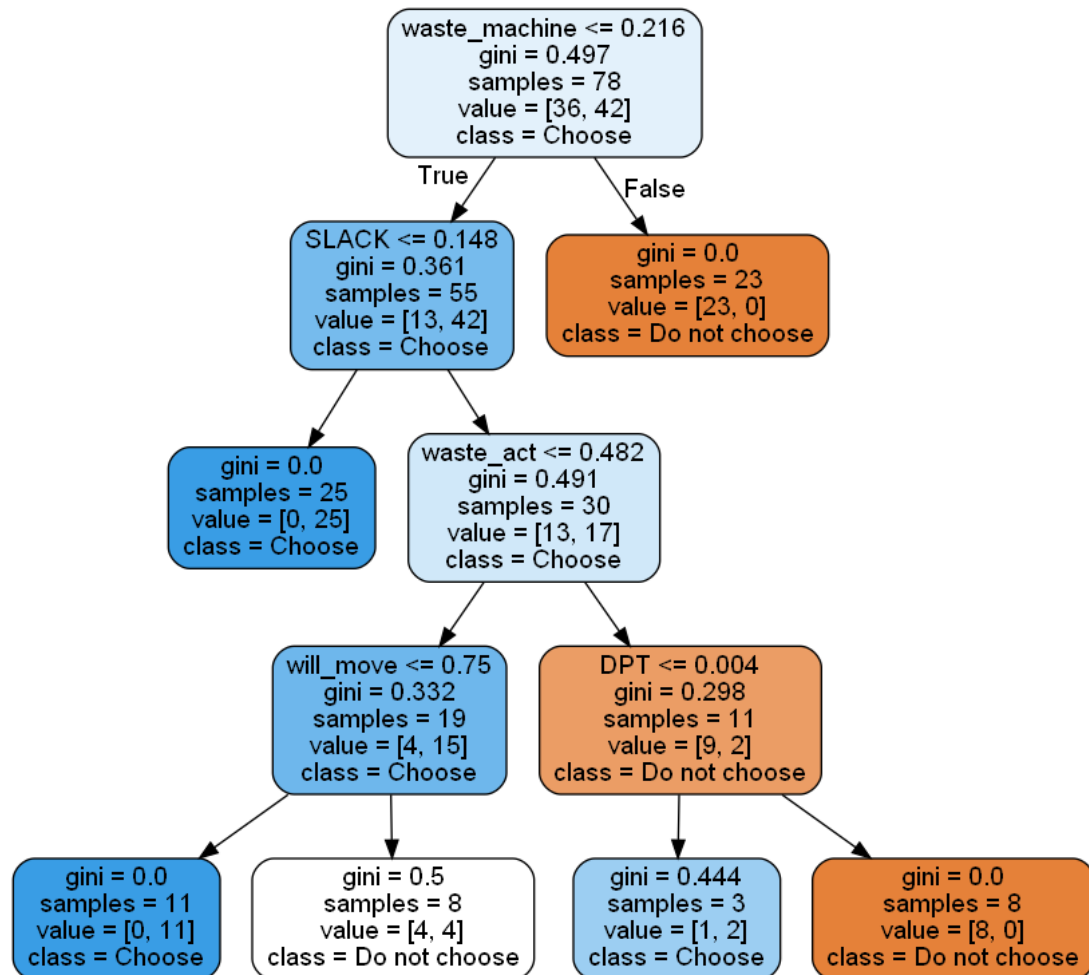 waste_machine <= 0.216
gini = 0.497
samples = 78
value = [36, 42]
class = Choose
True
False
SLACK <= 0.148
gini = 0.361
samples = 55
value = [13, 42]
class = Choose
gini = 0.0
samples = 23
value = [23, 0]
class = Do not choose
gini = 0.0
samples = 25
value = [0, 25]
class = Choose
waste_act <= 0.482
gini = 0.491
samples = 30
value = [13, 17]
class = Choose
will_move <= 0.75
gini = 0.332
samples = 19
value = [4, 15]
class = Choose
DPT <= 0.004
gini = 0.298
samples = 11
value = [9, 2]
class = Do not choose
gini = 0.0
samples = 11
value = [0, 11]
class = Choose
gini = 0.5
samples = 8
value = [4, 4]
class = Do not choose
gini = 0.444
samples = 3
value = [1, 2]
class = Choose
gini = 0.0
samples = 8
value = [8, 0]
class = Do not choose